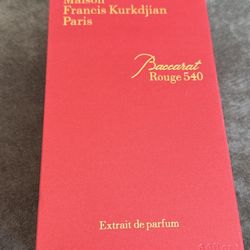 Maison
Francis Kurkdjian
Paris
Baccarat
Rouge 540
Extrait de parfum